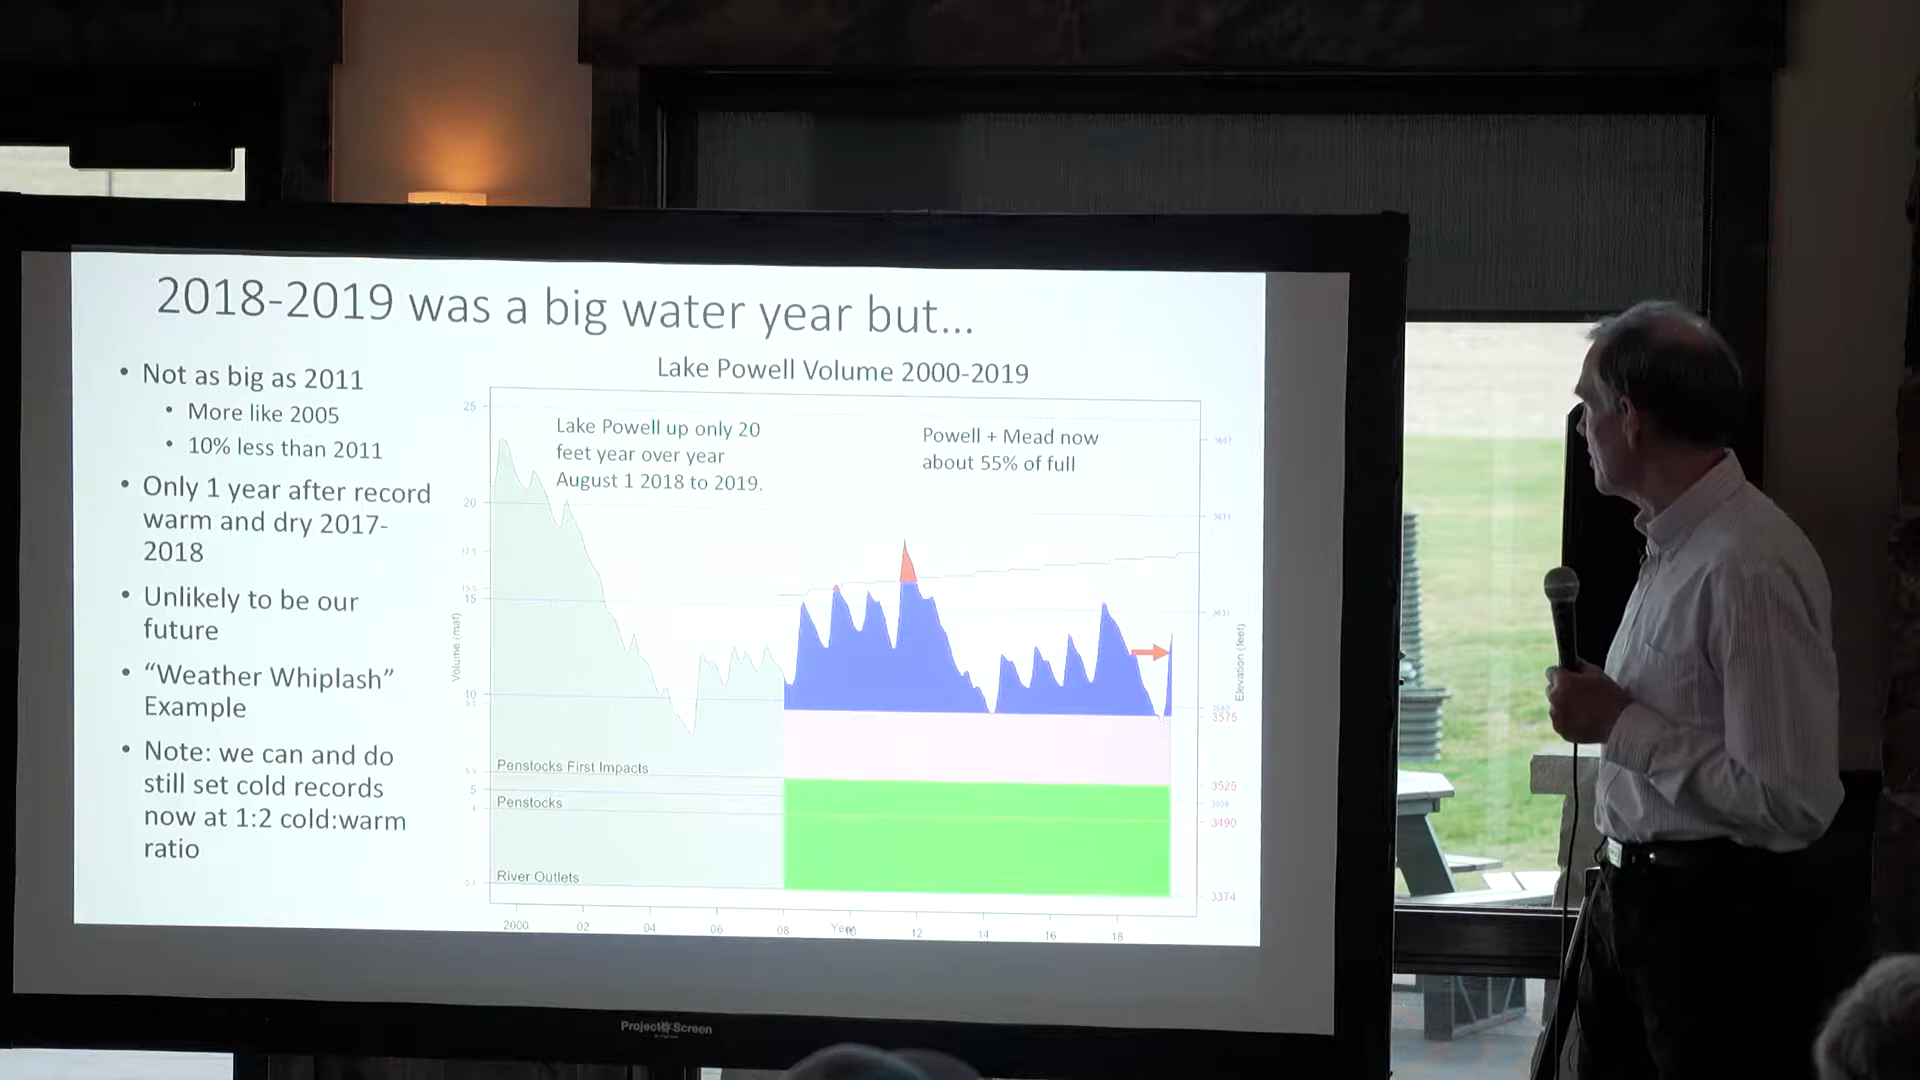 2018-2019 was a big water year but...
• Not as big as 2011
• More like 2005
• 10% less than 2011
• Only 1 year after record
warm and dry 2017-
2018
• Unlikely to be our
future
• “Weather Whiplash”
Example
• Note: we can and do
still set cold records
now at 1:2 cold:warm
ratio
Lake Powell Volume 2000-2019
Lake Powell up only 20
feet year over year
August 1 2018 to 2019.
Powell + Mead now
about 55% of full
25
20
15
10
5
Volume (maf)
Penstocks First Impacts
Penstocks
River Outlets
3575
3525
3490
3374
Elevation (feet)
2000 02 04 06 08 12 14 16 18
Project Screen